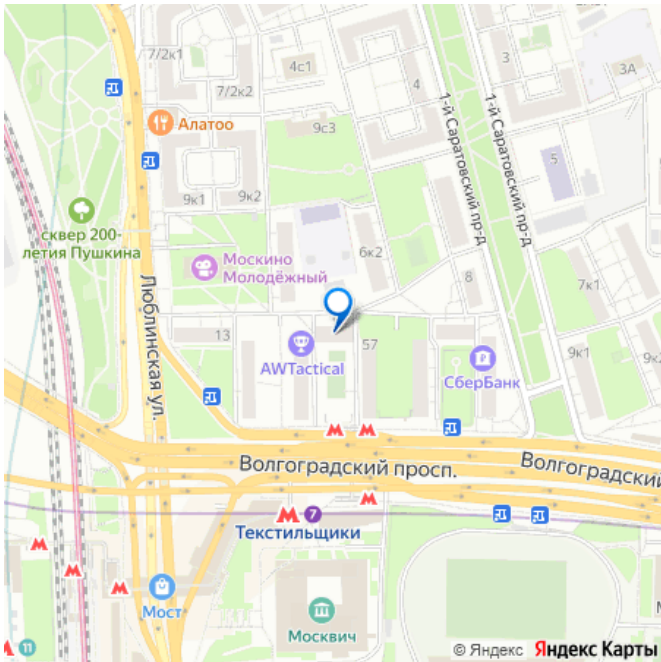 7/2к1
4с1
3
3А
7/2к2
4
Алатоо
9с3
1-й Саратовский пр-д
1-й Саратовский пр-д
5
9к1
9к2
сквер 200-
летия Пушкина
Москино
Молодёжный
6к2
8
7к1
Люблинская ул.
13
57
AWTactical
СберБанк
9к1
9к2
Волгоградский просп.
Волгоградский
7
Текстильщики
Мост
Москвич
11
© Яндекс Яндекс Карты